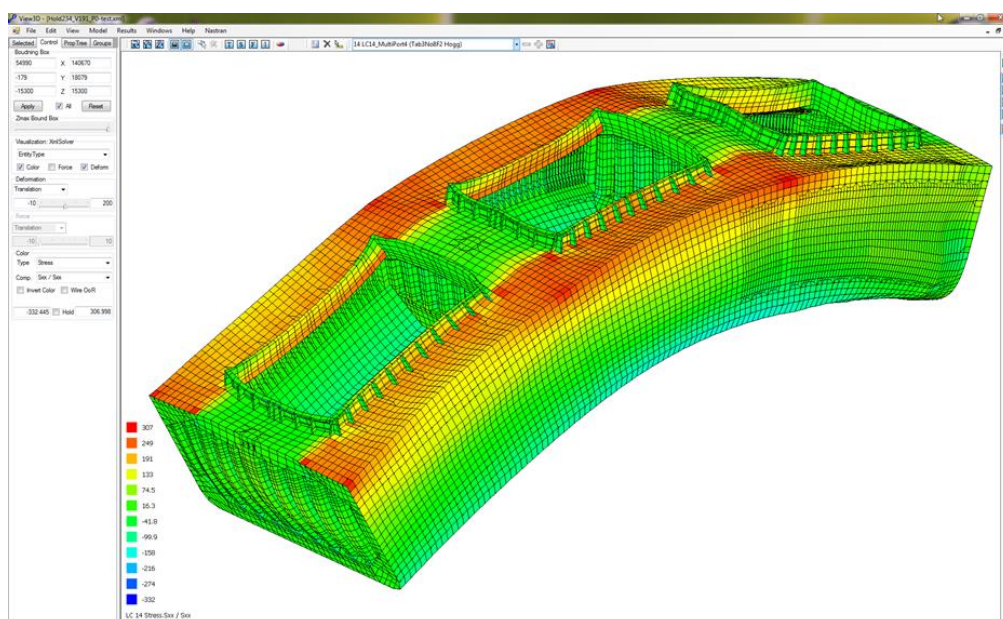 View3D - [Hold234_V191_P0-test.xml]
File Edit View Model Results Windows Help Nastran
Selected Control PropTree Groups
14 LC14_MultiPort4 (Tab3NoBF2 Hogg)
Boudning Box
54990 X 140670
-179 Y 18079
-15300 Z 15300
Apply All Reset
Zmax Bound Box
Visualization: XmlSolver
EntityType
Color Force Deform
Deformation
Translation
-10 200
Force
Translation
-10 10
Color
Type Stress
Comp. Sxx / Sxx
Invert Color Wire
-332.445 Hold 306.998
307
249
191
133
74.5
16.3
-41.8
-99.9
-158
-216
-274
-332
LC 14 Stress.Sxx / Sxx